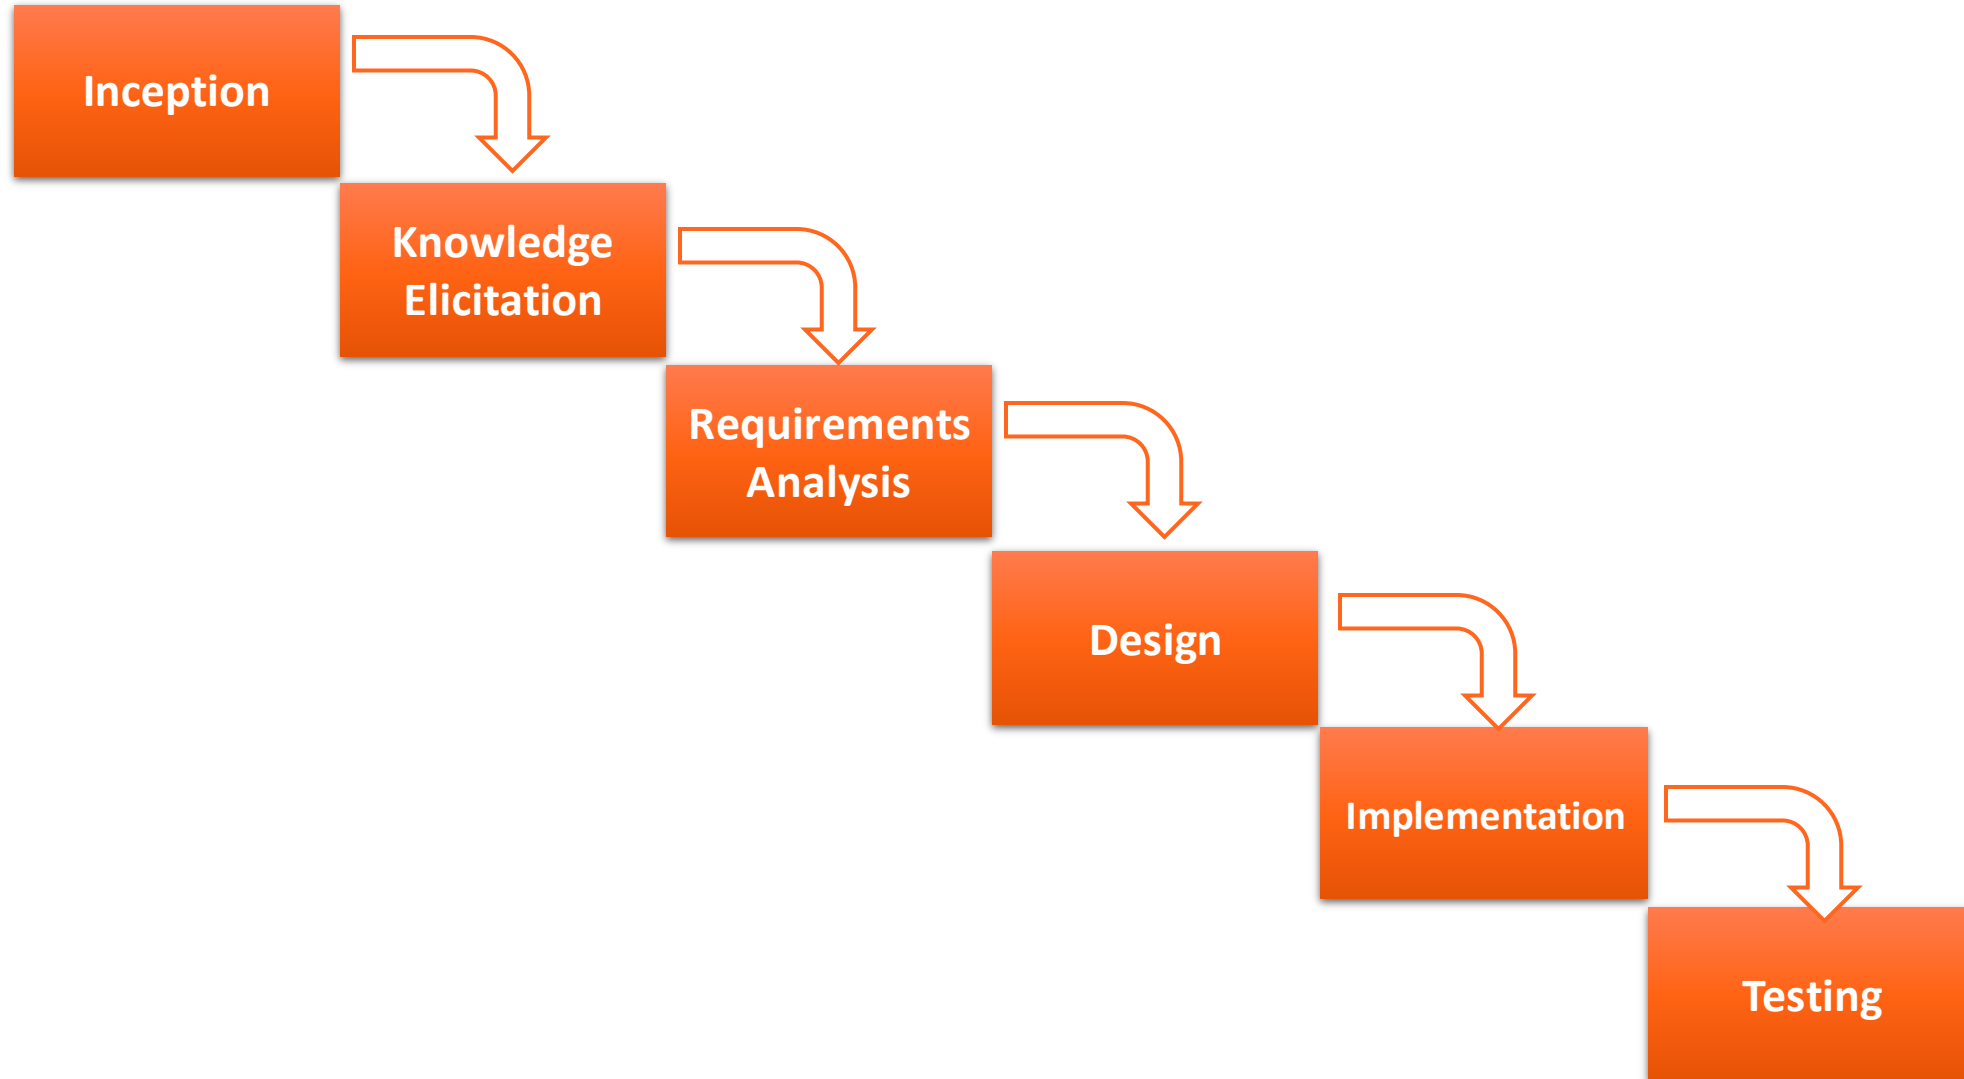 Inception
Knowledge
Elicitation
Requirements
Analysis
Design
Implementation
Testing